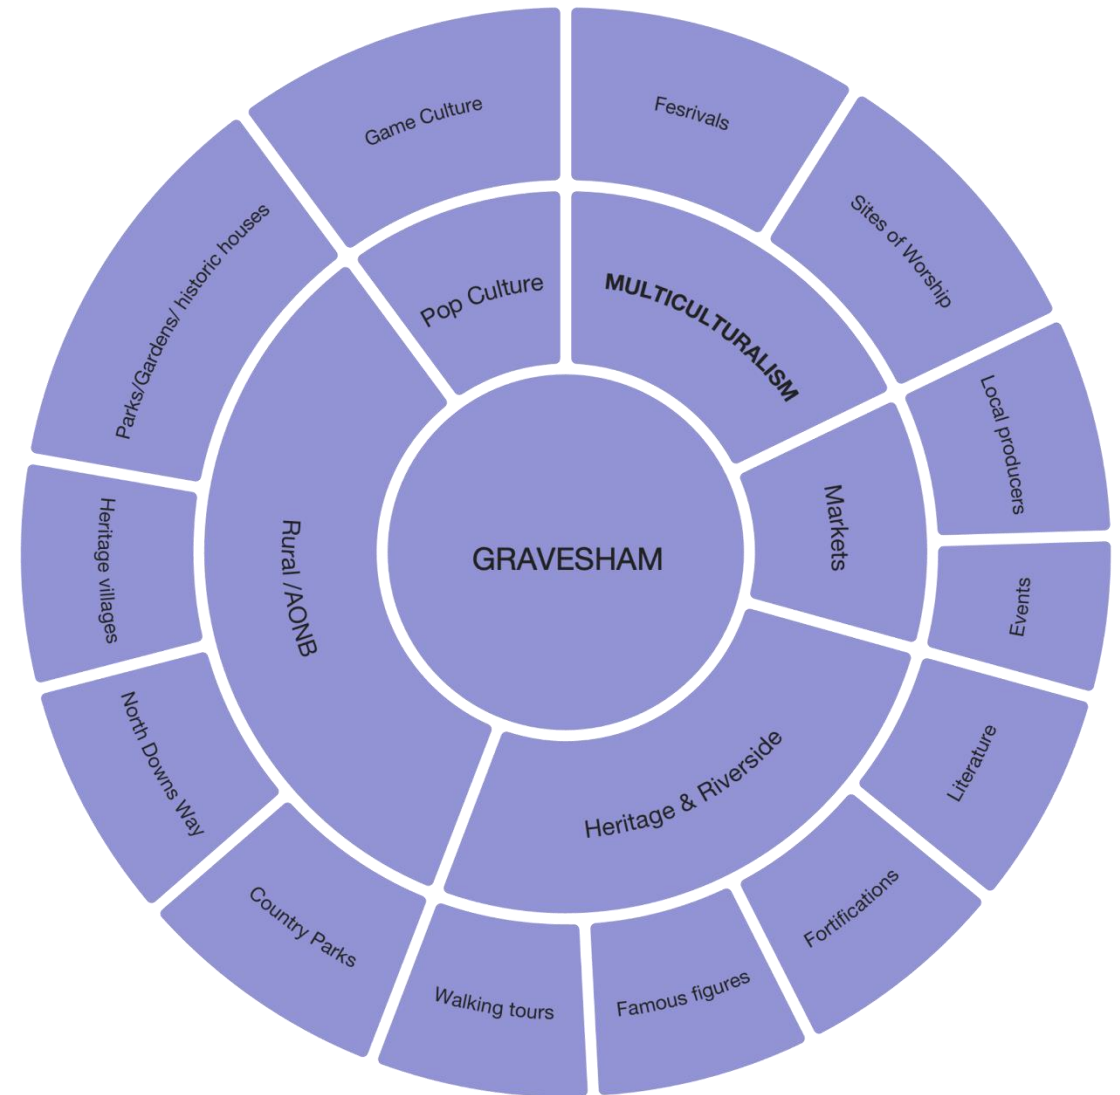 GRAVESHAM
MULTICULTURALISM
Fesrivals
Sites of Worship
Markets
Local producers
Events
Heritage & Riverside
Literature
Fortifications
Famous figures
Walking tours
Rural /AONB
Country Parks
North Downs Way
Heritage villages
Parks/Gardens/ historic houses
Pop Culture
Game Culture